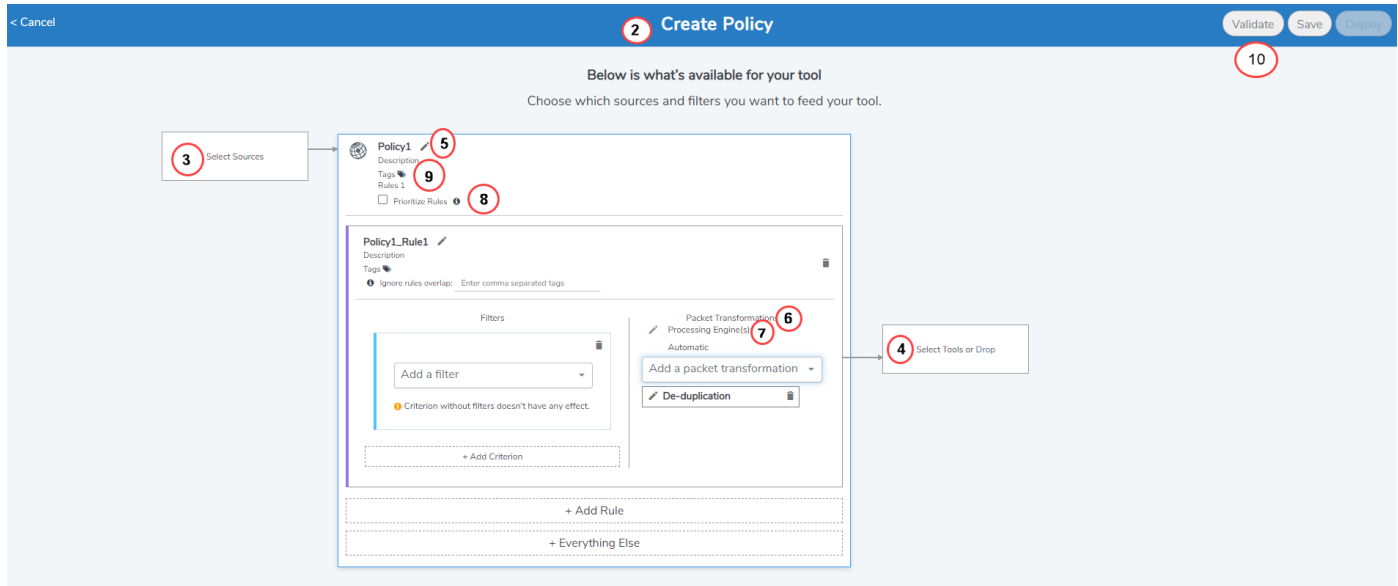 < Cancel
2 Create Policy
Validate Save Deploy
10
Below is what's available for your tool
Choose which sources and filters you want to feed your tool.
3 Select Sources
Policy1 5
Description
Tags 9
Rules 1
Prioritize Rules 8
Policy1_Rule1
Description
Tags
Ignore rules overlap: Enter comma separated tags
Filters
Add a filter
Criterion without filters doesn't have any effect.
+ Add Criterion
Packet Transformation 6
Processing Engine(s) 7
Automatic
Add a packet transformation
De-duplication
4 Select Tools or Drop
+ Add Rule
+ Everything Else